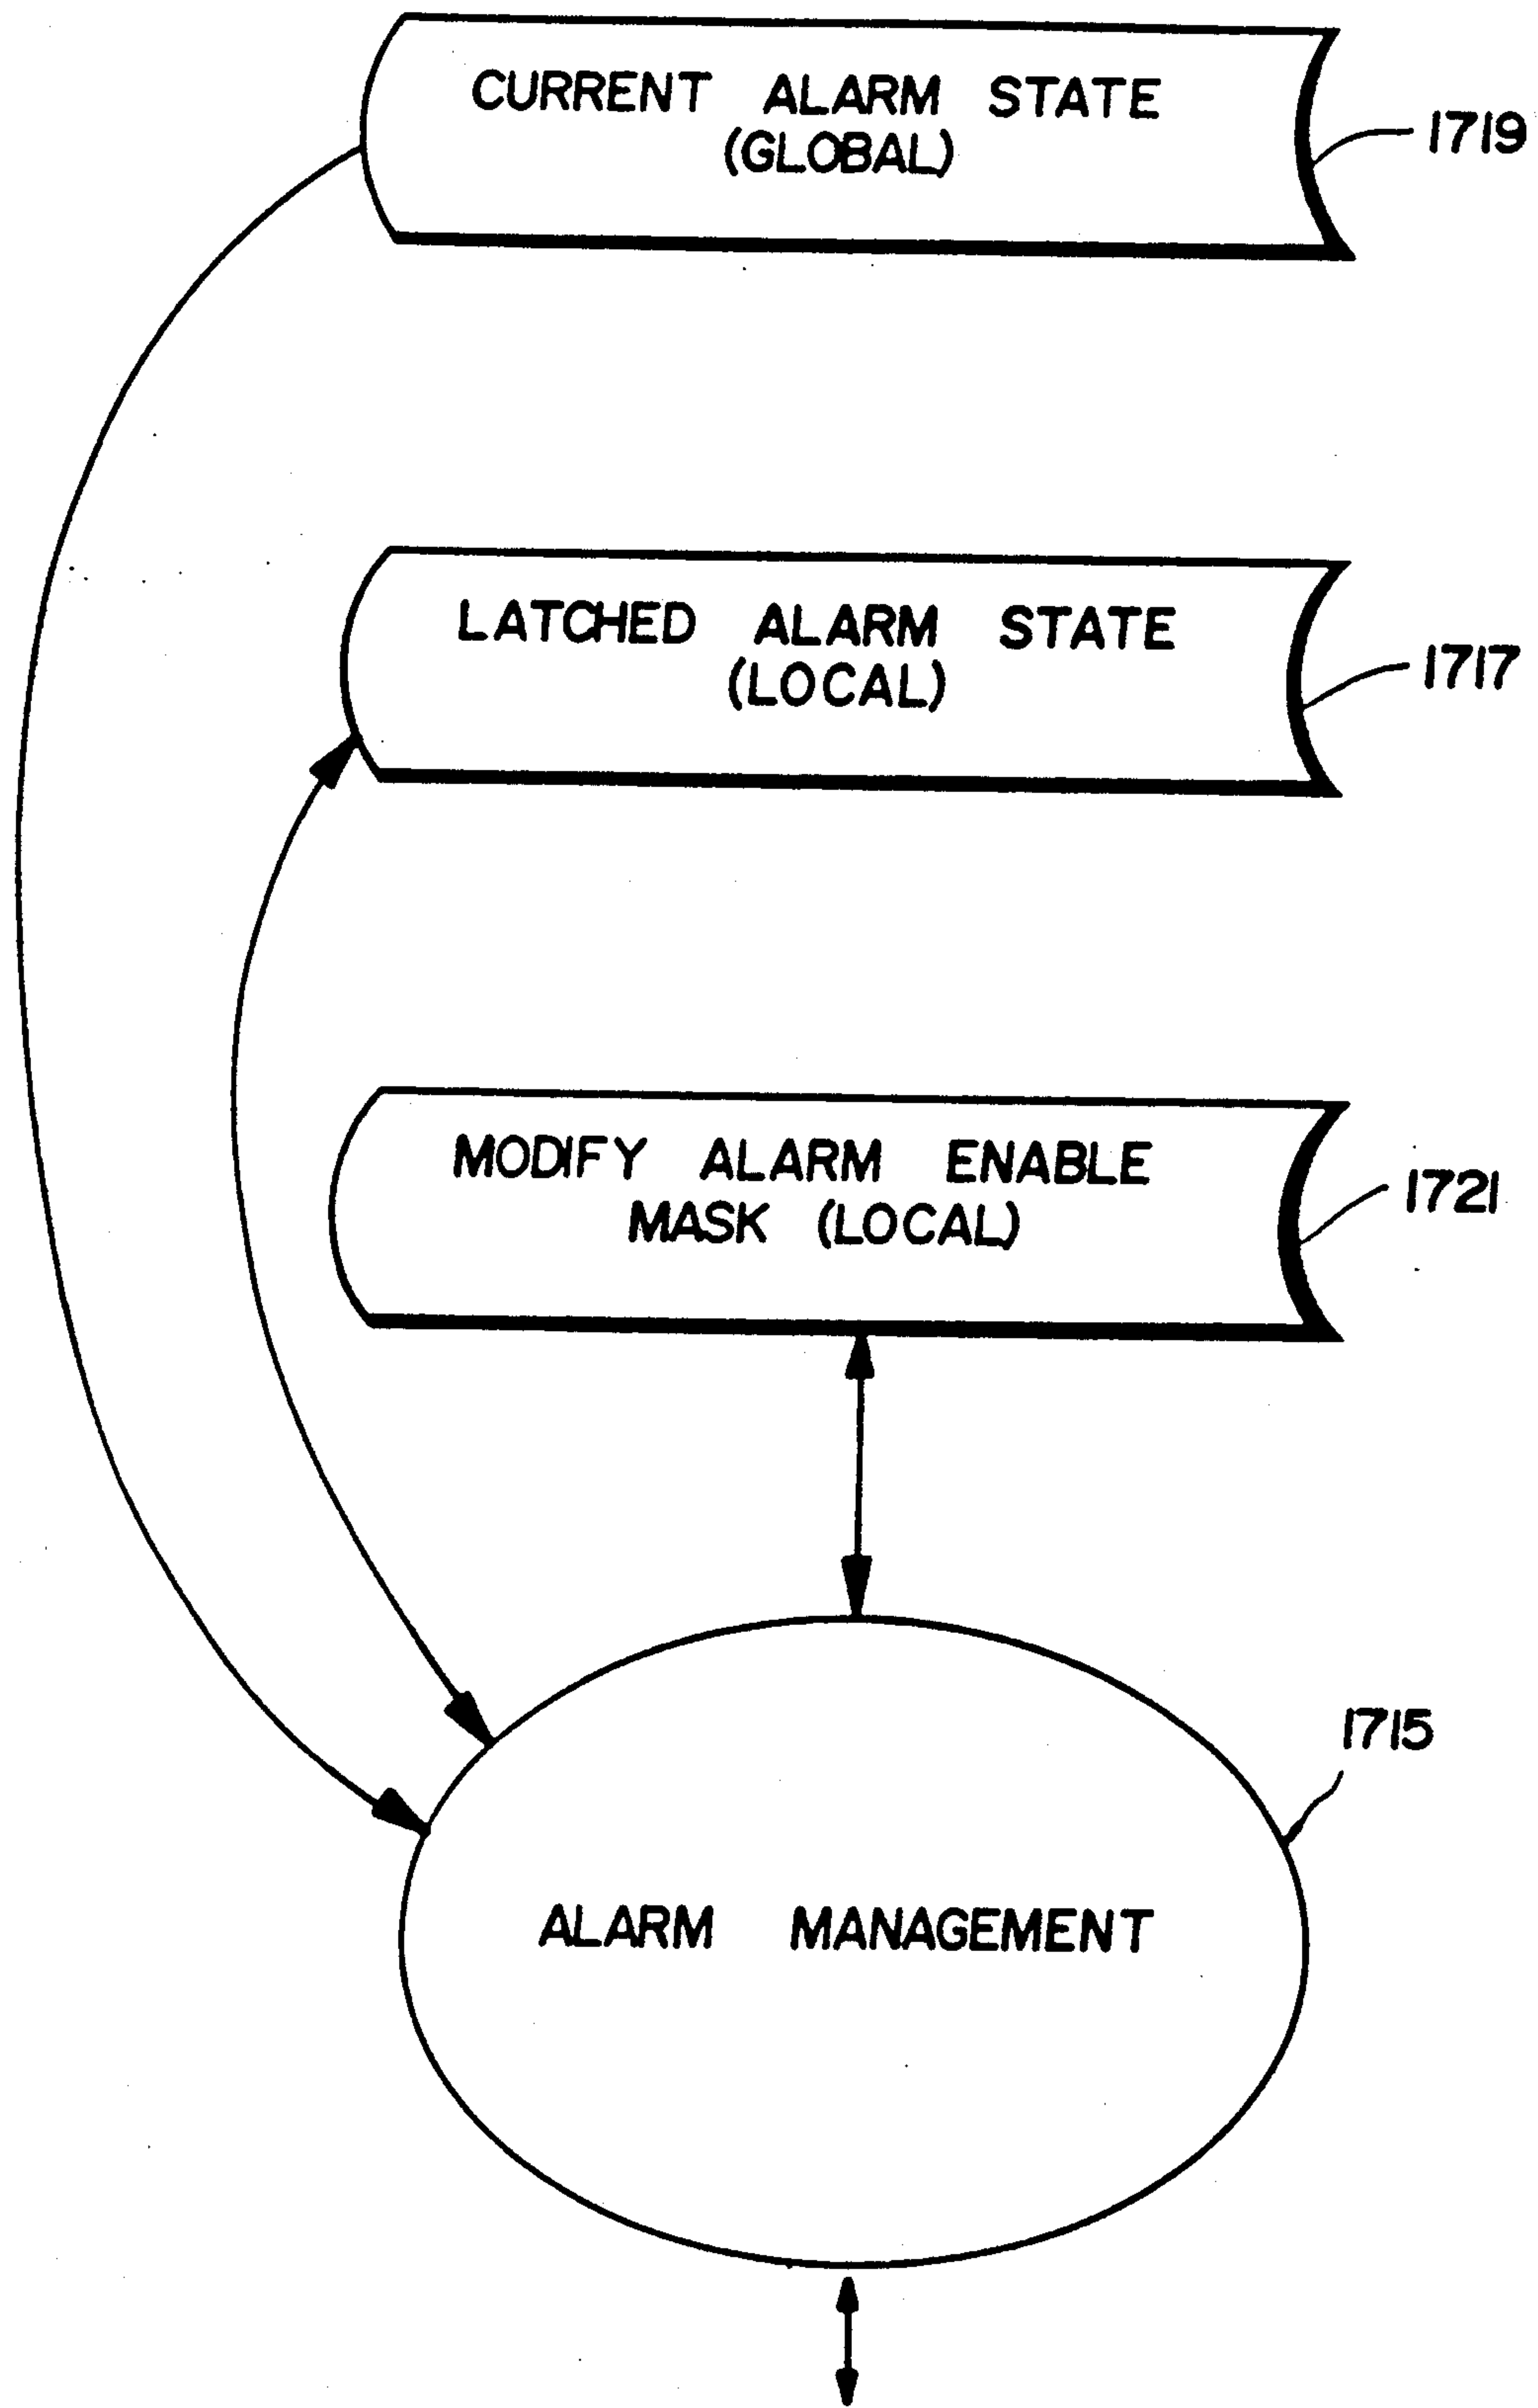 CURRENT ALARM STATE
(GLOBAL)
1719
LATCHED ALARM STATE
(LOCAL)
1717
MODIFY ALARM ENABLE
MASK (LOCAL)
1721
1715
ALARM MANAGEMENT